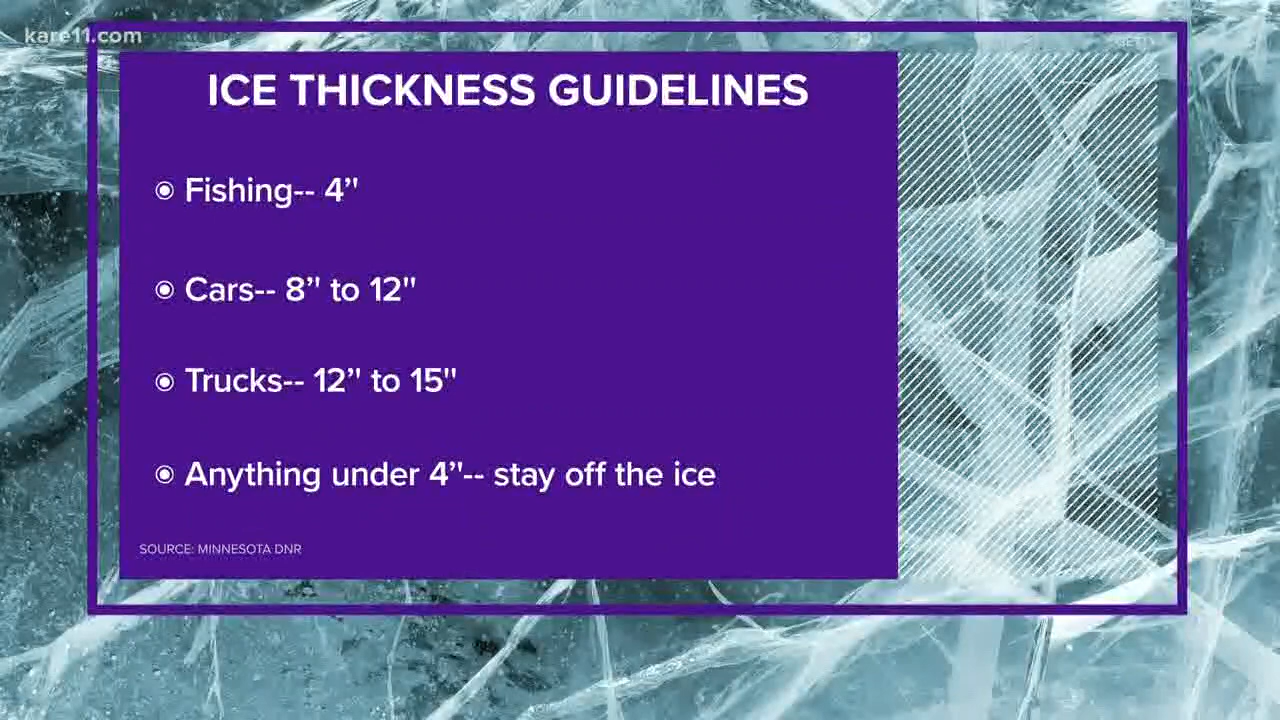 kare11.com
GETTY
ICE THICKNESS GUIDELINES
Fishing-- 4”
Cars-- 8” to 12"
Trucks-- 12” to 15"
Anything under 4”-- stay off the ice
SOURCE: MINNESOTA DNR